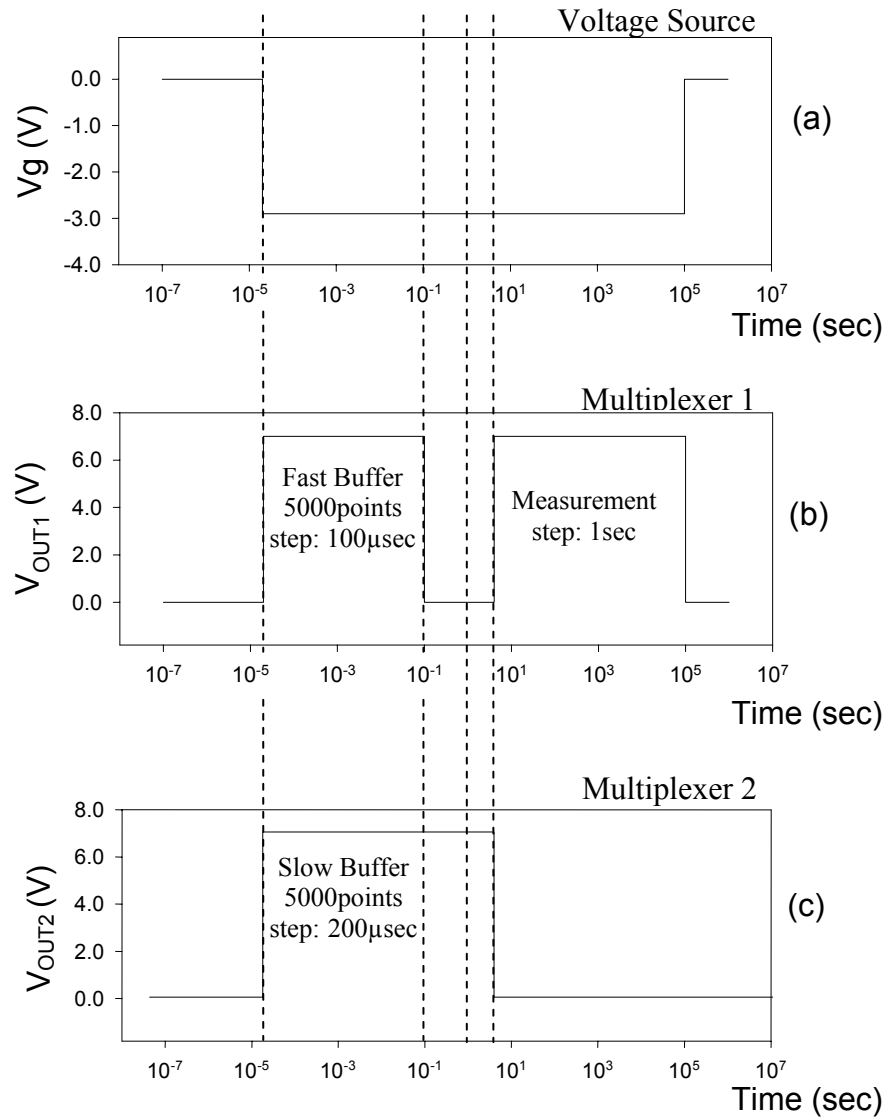 Voltage Source
0.0
-1.0
-2.0
-3.0
-4.0
Vg (V)
(a)
10⁻⁷ 10⁻⁵ 10⁻³ 10⁻¹ 10¹ 10³ 10⁵ 10⁷
Time (sec)
Multiplexer 1
8.0
6.0
4.0
2.0
0.0
V_OUT1 (V)
Fast Buffer
5000points
step: 100µsec
Measurement
step: 1sec
(b)
10⁻⁷ 10⁻⁵ 10⁻³ 10⁻¹ 10¹ 10³ 10⁵ 10⁷
Time (sec)
Multiplexer 2
8.0
6.0
4.0
2.0
0.0
V_OUT2 (V)
Slow Buffer
5000points
step: 200µsec
(c)
10⁻⁷ 10⁻⁵ 10⁻³ 10⁻¹ 10¹ 10³ 10⁵ 10⁷
Time (sec)